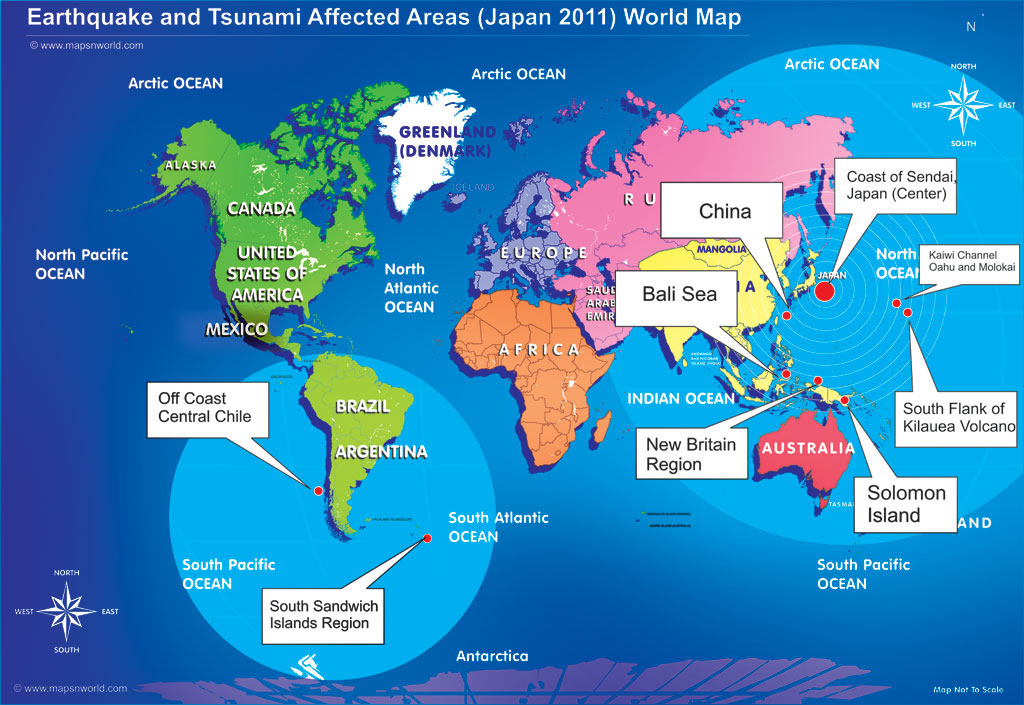 Earthquake and Tsunami Affected Areas (Japan 2011) World Map
© www.mapsnworld.com
N
NORTH
WEST
EAST
SOUTH
Arctic OCEAN
Arctic OCEAN
Arctic OCEAN
GREENLAND
(DENMARK)
ICELAND
ALASKA
CANADA
UNITED
STATES OF
AMERICA
MEXICO
North Pacific
OCEAN
North
Atlantic
OCEAN
EUROPE
R U
SAUD
ARAB
EMIR
AFRICA
MANGOLIA
China
Coast of Sendai,
Japan (Center)
JAPAN
North
OCEAN
Kaiwi Channel
Oahu and Molokai
Bali Sea
I A
INDIAN OCEAN
BRAZIL
ARGENTINA
Off Coast
Central Chile
New Britain
Region
AUSTRALIA
TASMA
South Flank of
Kilauea Volcano
Solomon
Island
AND
South Atlantic
OCEAN
South Pacific
OCEAN
South Pacific
OCEAN
South Sandwich
Islands Region
NORTH
WEST
EAST
SOUTH
Antarctica
© www.mapsnworld.com
Map Not To Scale